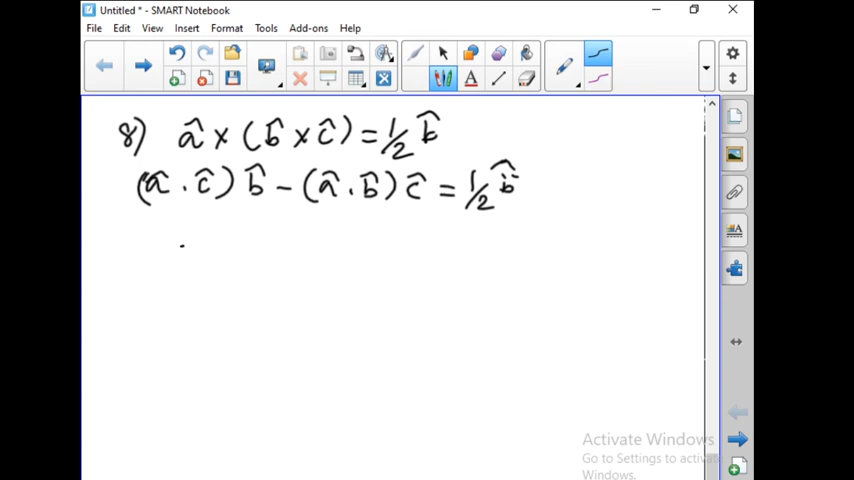 Untitled * - SMART Notebook
File Edit View Insert Format Tools Add-ons Help
8) â × (b̂ × ĉ) = 1/2 b̂
(â . ĉ) b̂ - (â . b̂) ĉ = 1/2 b̂
Activate Windows
Go to Settings to activate
Windows.